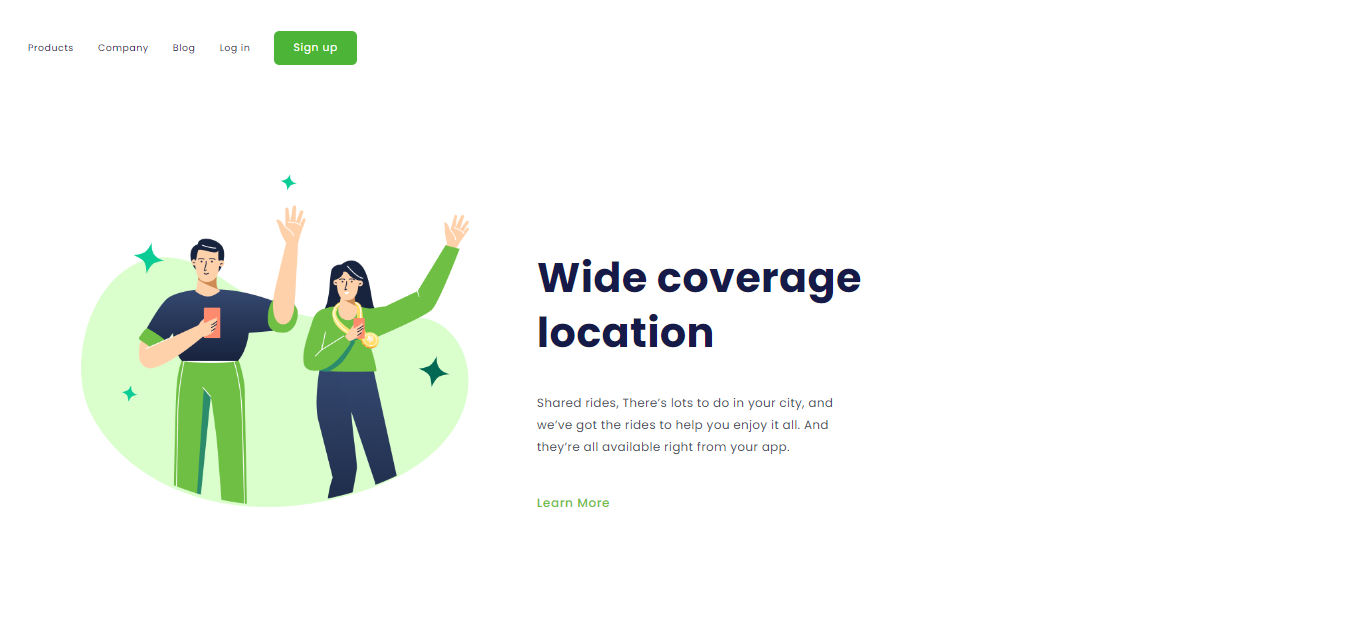 Products Company Blog Log in Sign up
Wide coverage
location
Shared rides, There’s lots to do in your city, and
we’ve got the rides to help you enjoy it all. And
they’re all available right from your app.
Learn More